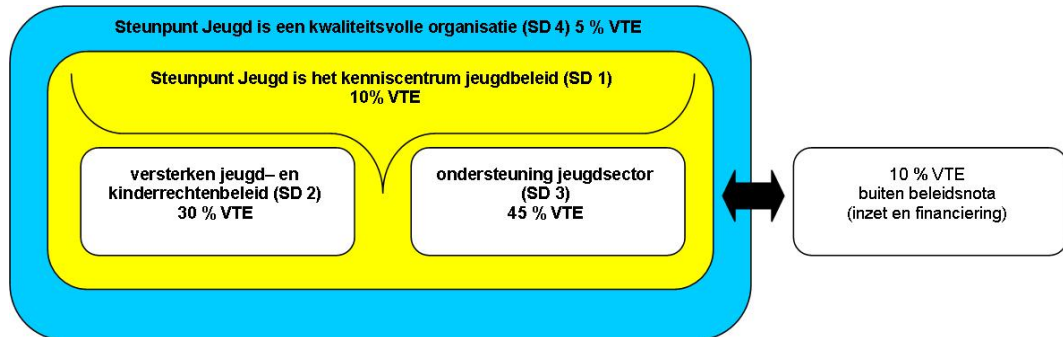 Steunpunt Jeugd is een kwaliteitsvolle organisatie (SD 4) 5 % VTE
Steunpunt Jeugd is het kenniscentrum jeugdbeleid (SD 1)
10% VTE
versterken jeugd– en
kinderrechtenbeleid (SD 2)
30 % VTE
ondersteuning jeugdsector
(SD 3)
45 % VTE
10 % VTE
buiten beleidsnota
(inzet en financiering)